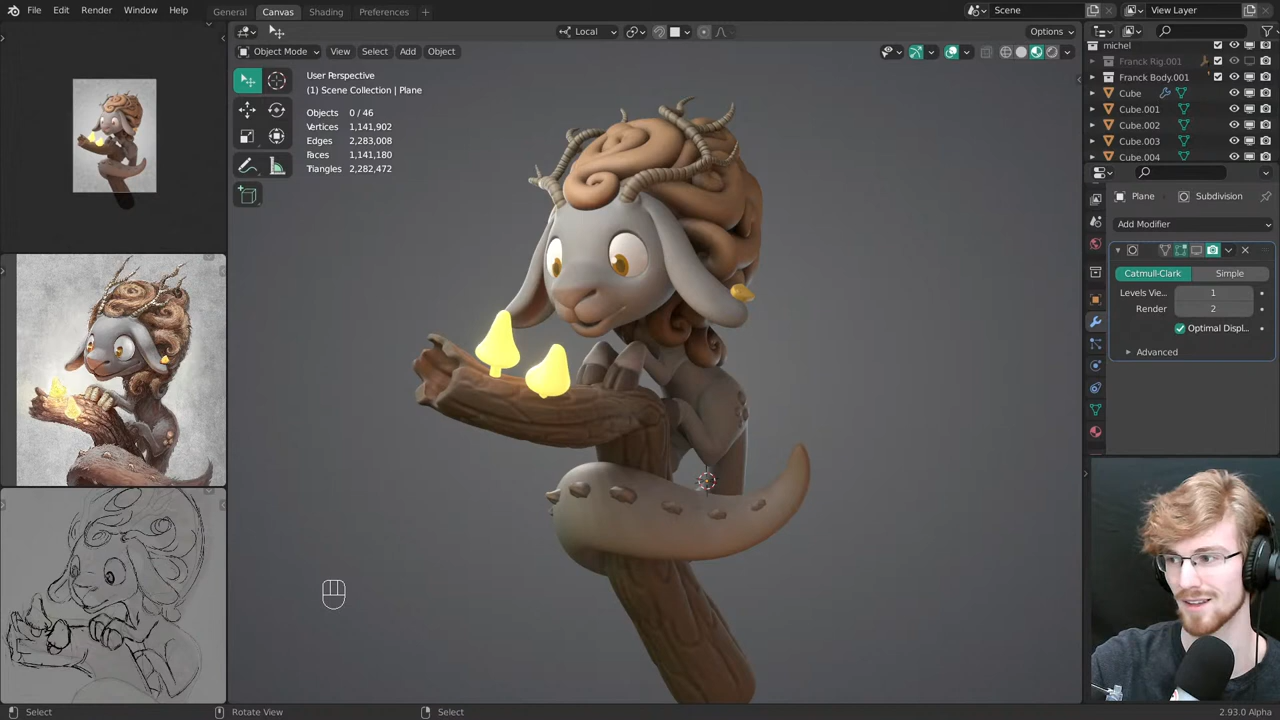 File Edit Render Window Help
General Canvas Shading Preferences +
Scene
View Layer
Object Mode View Select Add Object
Local
Options
User Perspective
(1) Scene Collection | Plane
Objects 0 / 46
Vertices 1,141,902
Edges 2,283,008
Faces 1,141,180
Triangles 2,282,472
michel
Franck Rig.001
Franck Body.001
Cube
Cube.001
Cube.002
Cube.003
Cube.004
Plane Subdivision
Add Modifier
Catmull-Clark Simple
Levels Vie... 1
Render 2
Optimal Displ...
Advanced
Select Rotate View Select 2.93.0 Alpha